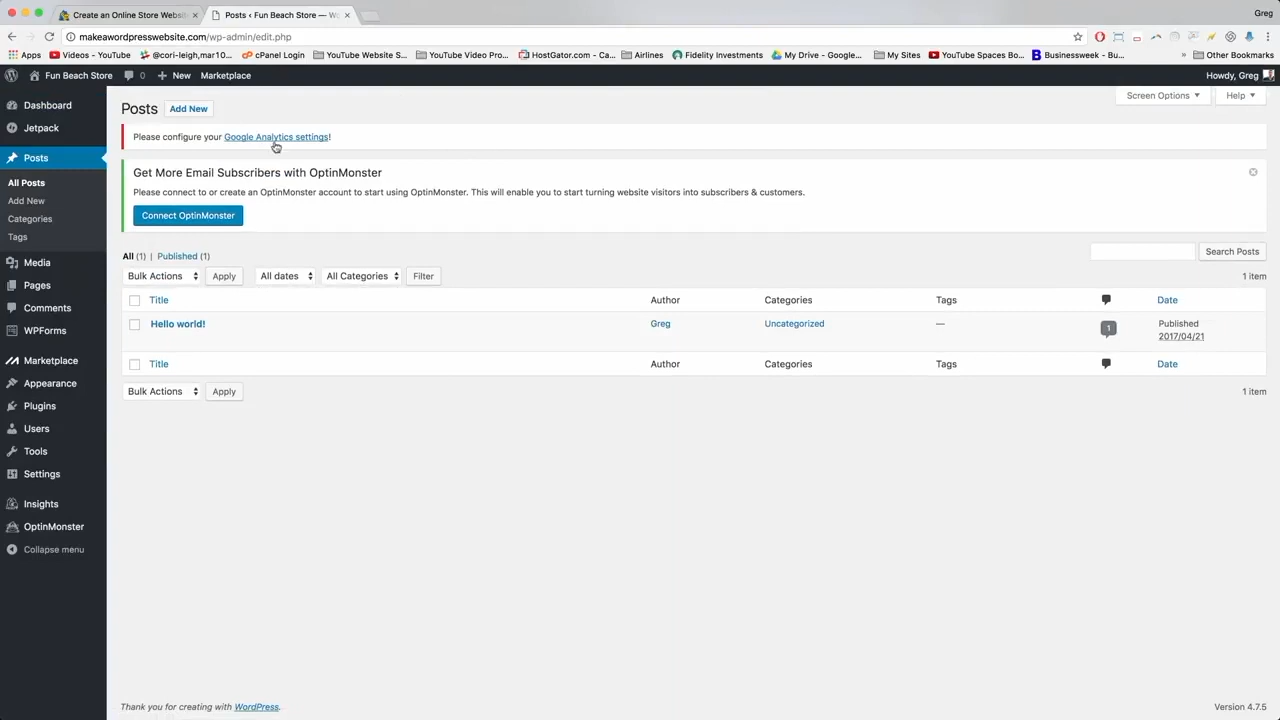 Create an Online Store Websit
Posts ‹ Fun Beach Store — W
Greg
makeawordpresswebsite.com/wp-admin/edit.php
Apps
Videos - YouTube
@cori-leigh,mar10...
cPanel Login
YouTube Website S...
YouTube Video Pro...
HostGator.com - Ca...
Airlines
Fidelity Investments
My Drive - Google...
My Sites
YouTube Spaces Bo...
Businessweek - Bu...
»
Other Bookmarks
Fun Beach Store
0
New
Marketplace
Howdy, Greg
Dashboard
Jetpack
Posts
All Posts
Add New
Categories
Tags
Media
Pages
Comments
WPForms
Marketplace
Appearance
Plugins
Users
Tools
Settings
Insights
OptinMonster
Collapse menu
Screen Options
Help
Posts
Add New
Please configure your Google Analytics settings!
Get More Email Subscribers with OptinMonster
Please connect to or create an OptinMonster account to start using OptinMonster. This will enable you to start turning website visitors into subscribers & customers.
Connect OptinMonster
All (1) | Published (1)
Search Posts
Bulk Actions
Apply
All dates
All Categories
Filter
1 item
Title
Author
Categories
Tags
Date
Hello world!
Greg
Uncategorized
—
1
Published
2017/04/21
Title
Author
Categories
Tags
Date
Bulk Actions
Apply
1 item
Thank you for creating with WordPress.
Version 4.7.5